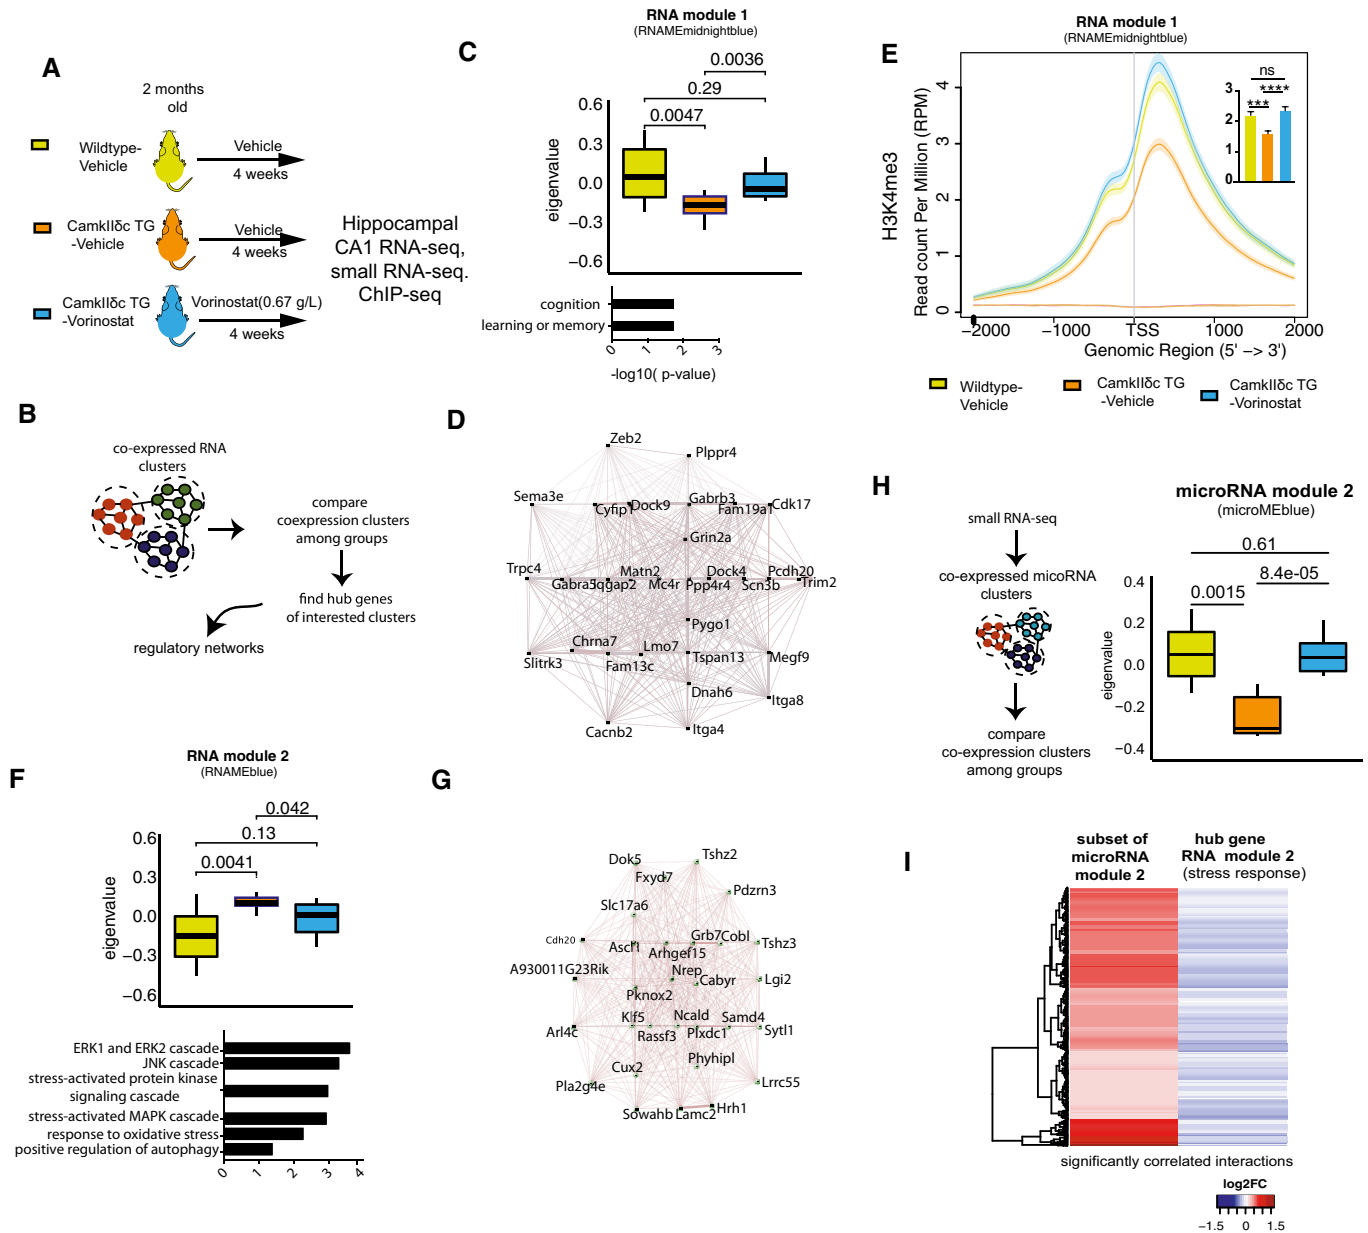 A
2 months
old
Wildtype-
Vehicle
Vehicle
4 weeks
CamkIIδc TG
-Vehicle
Vehicle
4 weeks
CamkIIδc TG
-Vorinostat
Vorinostat(0.67 g/L)
4 weeks
Hippocampal
CA1 RNA-seq,
small RNA-seq.
ChIP-seq
B
co-expressed RNA
clusters
compare
coexpression clusters
among groups
find hub genes
of interested clusters
regulatory networks
C
RNA module 1
(RNAMEmidnightblue)
0.0036
0.29
0.0047
eigenvalue
0.6
0.3
0.0
−0.3
−0.6
cognition
learning or memory
0
1
2
3
-log10( p-value)
D
Zeb2
Plppr4
Sema3e
Cyfip1
Dock9
Gabrb3
Fam19a1
Cdk17
Grin2a
Trpc4
Gabra5
Iqgap2
Matn2
Mc4r
Ppp4r4
Dock4
Scn3b
Pcdh20
Trim2
Pygo1
Chrna7
Lmo7
Slitrk3
Fam13c
Tspan13
Megf9
Dnah6
Itga8
Cacnb2
Itga4
E
RNA module 1
(RNAMEmidnightblue)
H3K4me3
Read count Per Million (RPM)
4
3
2
1
0
−2000
−1000
TSS
1000
2000
Genomic Region (5' −> 3')
ns
****
***
3
2
1
0
Wildtype-
Vehicle
CamkIIδc TG
-Vehicle
CamkIIδc TG
-Vorinostat
F
RNA module 2
(RNAMEblue)
0.042
0.13
0.0041
eigenvalue
0.6
0.3
0.0
−0.3
−0.6
ERK1 and ERK2 cascade
JNK cascade
stress-activated protein kinase
signaling cascade
stress-activated MAPK cascade
response to oxidative stress
positive regulation of autophagy
0
1
2
3
4
G
Dok5
Tshz2
Fxyd7
Pdzrn3
Slc17a6
Cdh20
Ascl1
Arhgef15
Grb7
Cobl
Tshz3
A930011G23Rik
Nrep
Cabyr
Lgi2
Pknox2
Arl4c
Klf5
Rassf3
Ncald
Plxdc1
Samd4
Sytl1
Phyhipl
Cux2
Pla2g4e
Lrrc55
Sowahb
Lamc2
Hrh1
H
small RNA-seq
co-expressed micoRNA
clusters
compare
co-expression clusters
among groups
microRNA module 2
(microMEblue)
0.61
8.4e-05
0.0015
eigenvalue
0.4
0.2
0.0
−0.2
−0.4
I
subset of
microRNA
module 2
hub gene
RNA module 2
(stress response)
significantly correlated interactions
log2FC
−1.5
0
1.5